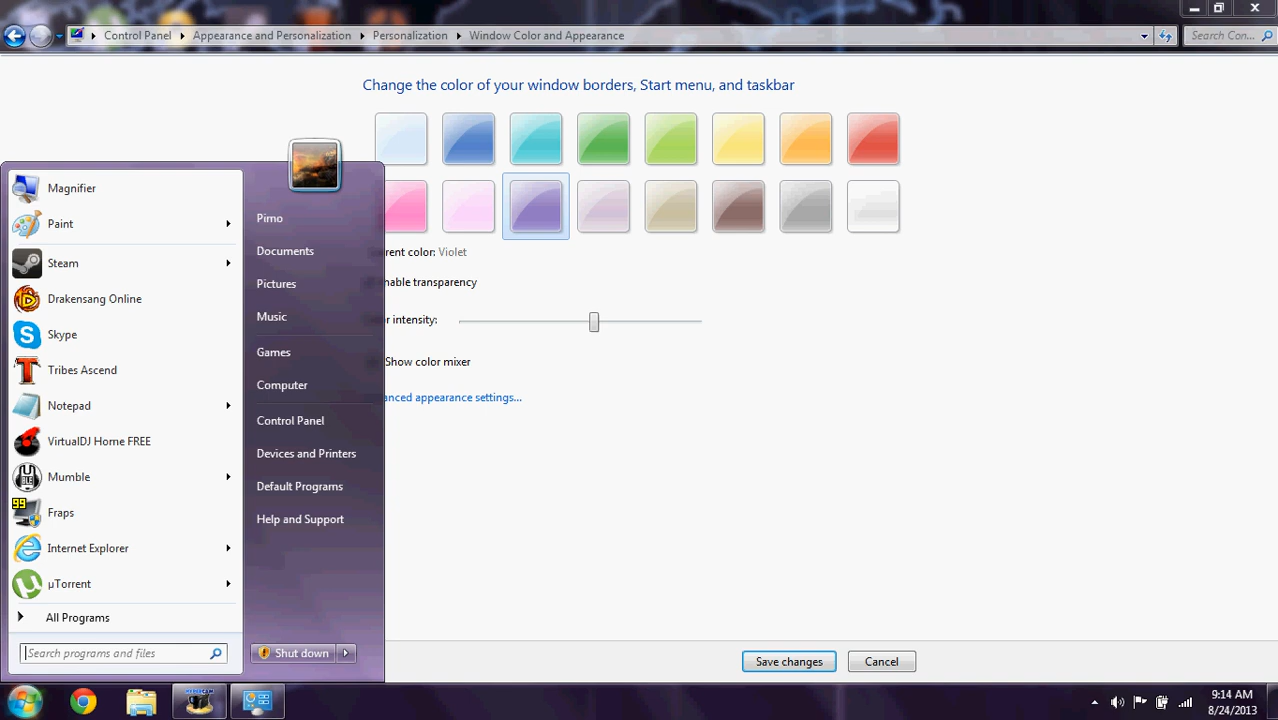 Control Panel Appearance and Personalization Personalization Window Color and Appearance Search Con...
Change the color of your window borders, Start menu, and taskbar
Magnifier
Paint
Steam
Drakensang Online
Skype
Tribes Ascend
Notepad
VirtualDJ Home FREE
Mumble
99
Fraps
Internet Explorer
µTorrent
All Programs
Search programs and files
Pimo
Documents
Pictures
Music
Games
Computer
Control Panel
Devices and Printers
Default Programs
Help and Support
Shut down
rent color: Violet
nable transparency
r intensity:
Show color mixer
anced appearance settings...
Save changes Cancel
9:14 AM
8/24/2013